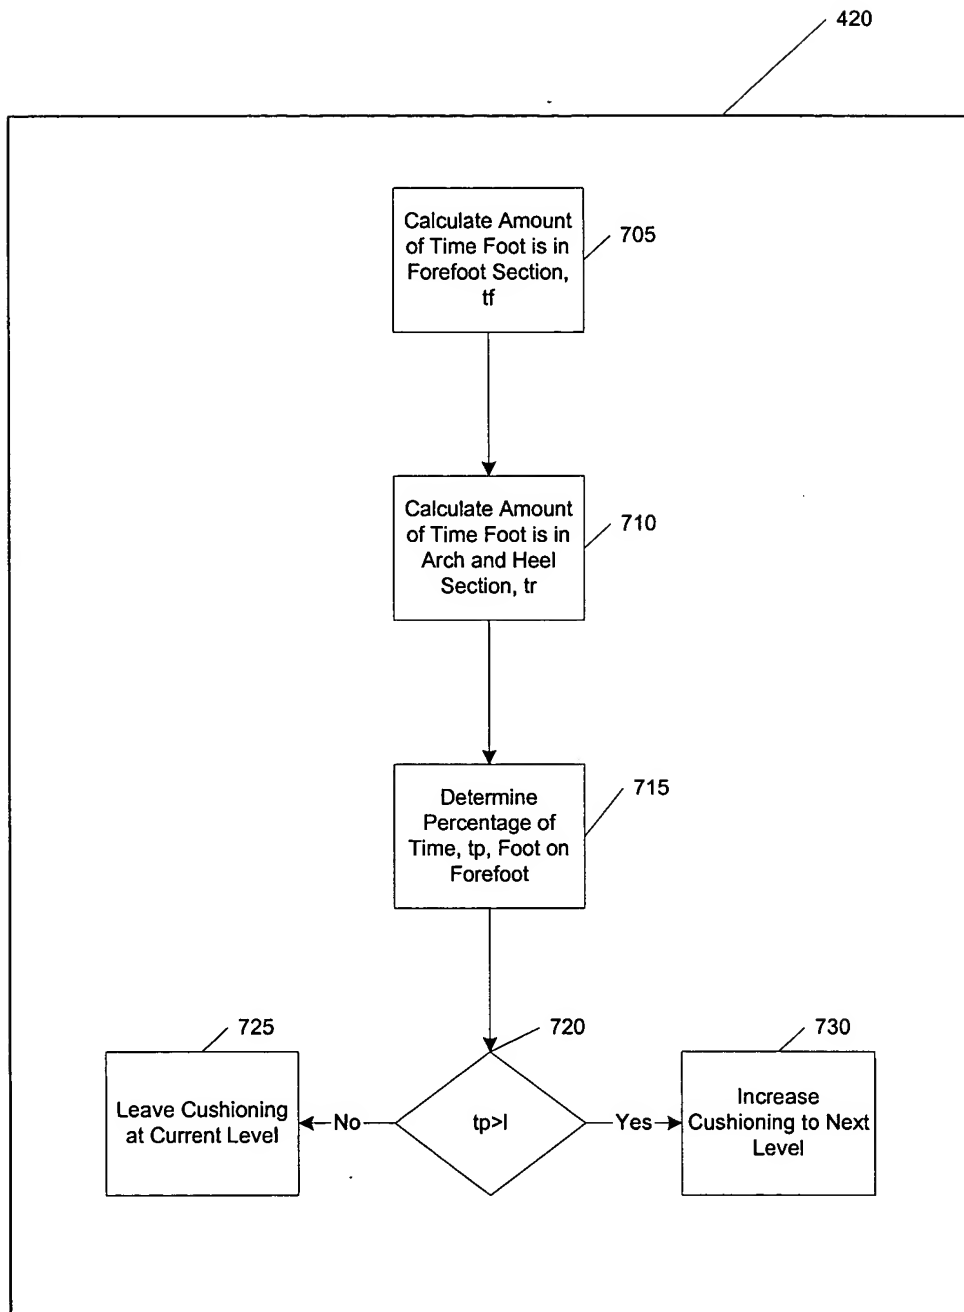 420
Calculate Amount
of Time Foot is in
Forefoot Section,
tf
705
Calculate Amount
of Time Foot is in
Arch and Heel
Section, tr
710
Determine
Percentage of
Time, tp, Foot on
Forefoot
715
720
tp>l
No
725
Leave Cushioning
at Current Level
Yes
730
Increase
Cushioning to Next
Level